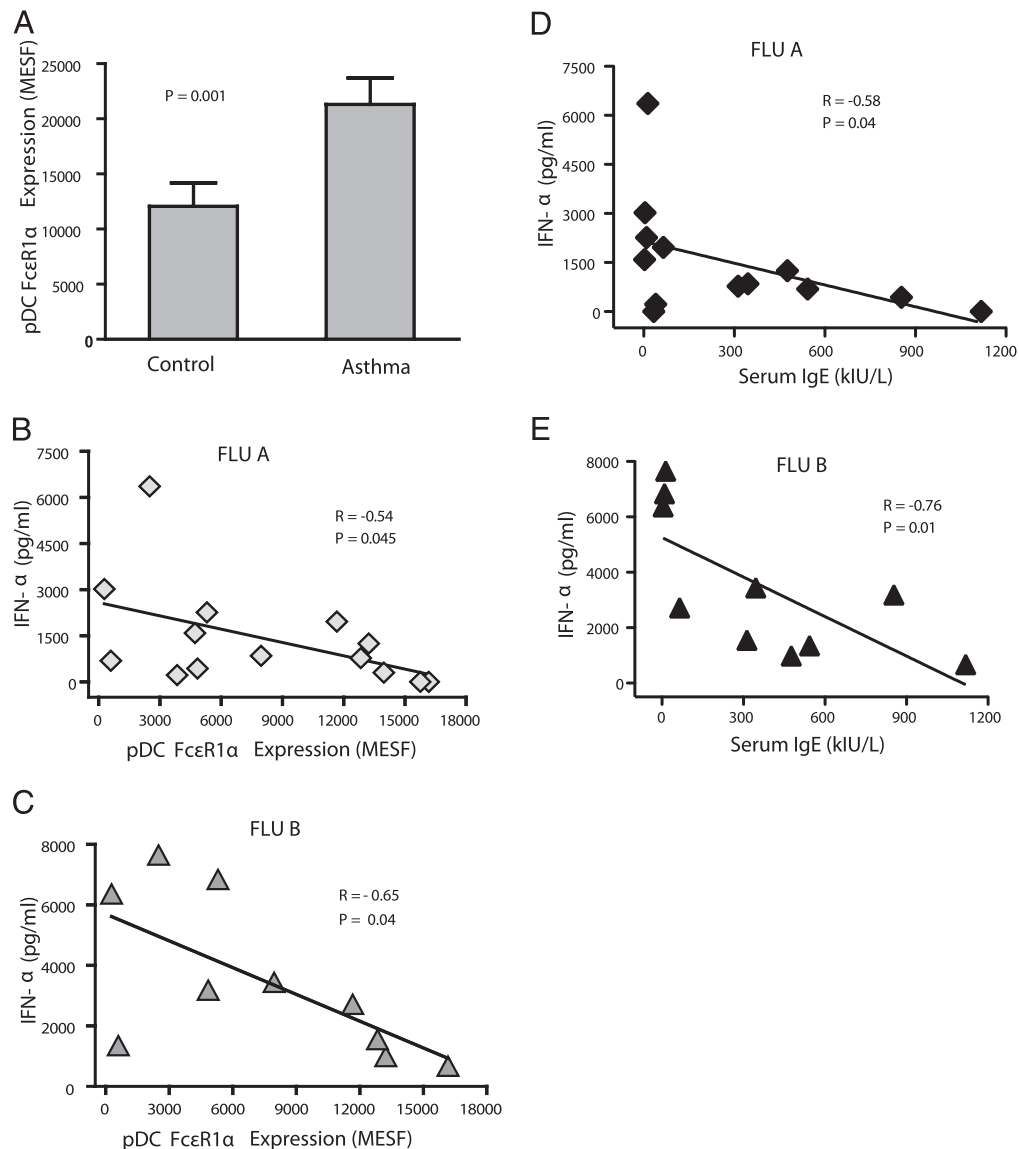 A
pDC FcεR1α Expression (MESF)
25000
20000
15000
10000
5000
0
P = 0.001
Control Asthma
B
FLU A
IFN- α (pg/ml)
7500
6000
4500
3000
1500
0
R = -0.54
P = 0.045
0 3000 6000 9000 12000 15000 18000
pDC FcεR1α Expression (MESF)
C
FLU B
IFN- α (pg/ml)
8000
6000
4000
2000
0
R = - 0.65
P = 0.04
0 3000 6000 9000 12000 15000 18000
pDC FcεR1α Expression (MESF)
D
FLU A
IFN- α (pg/ml)
7500
6000
4500
3000
1500
0
R = -0.58
P = 0.04
0 300 600 900 1200
Serum IgE (kIU/L)
E
FLU B
IFN- α (pg/ml)
8000
6000
4000
2000
0
R = -0.76
P = 0.01
0 300 600 900 1200
Serum IgE (kIU/L)